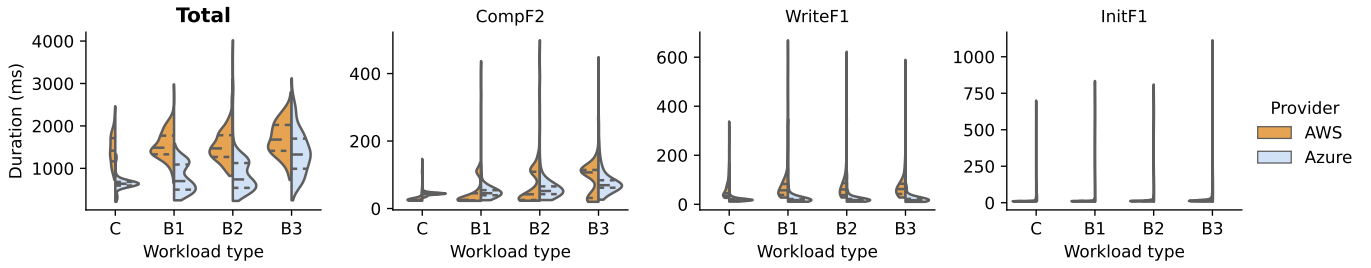 Total
Duration (ms)
4000
3000
2000
1000
C B1 B2 B3
Workload type
CompF2
400
200
0
C B1 B2 B3
Workload type
WriteF1
600
400
200
0
C B1 B2 B3
Workload type
InitF1
1000
750
500
250
0
C B1 B2 B3
Workload type
Provider
AWS
Azure